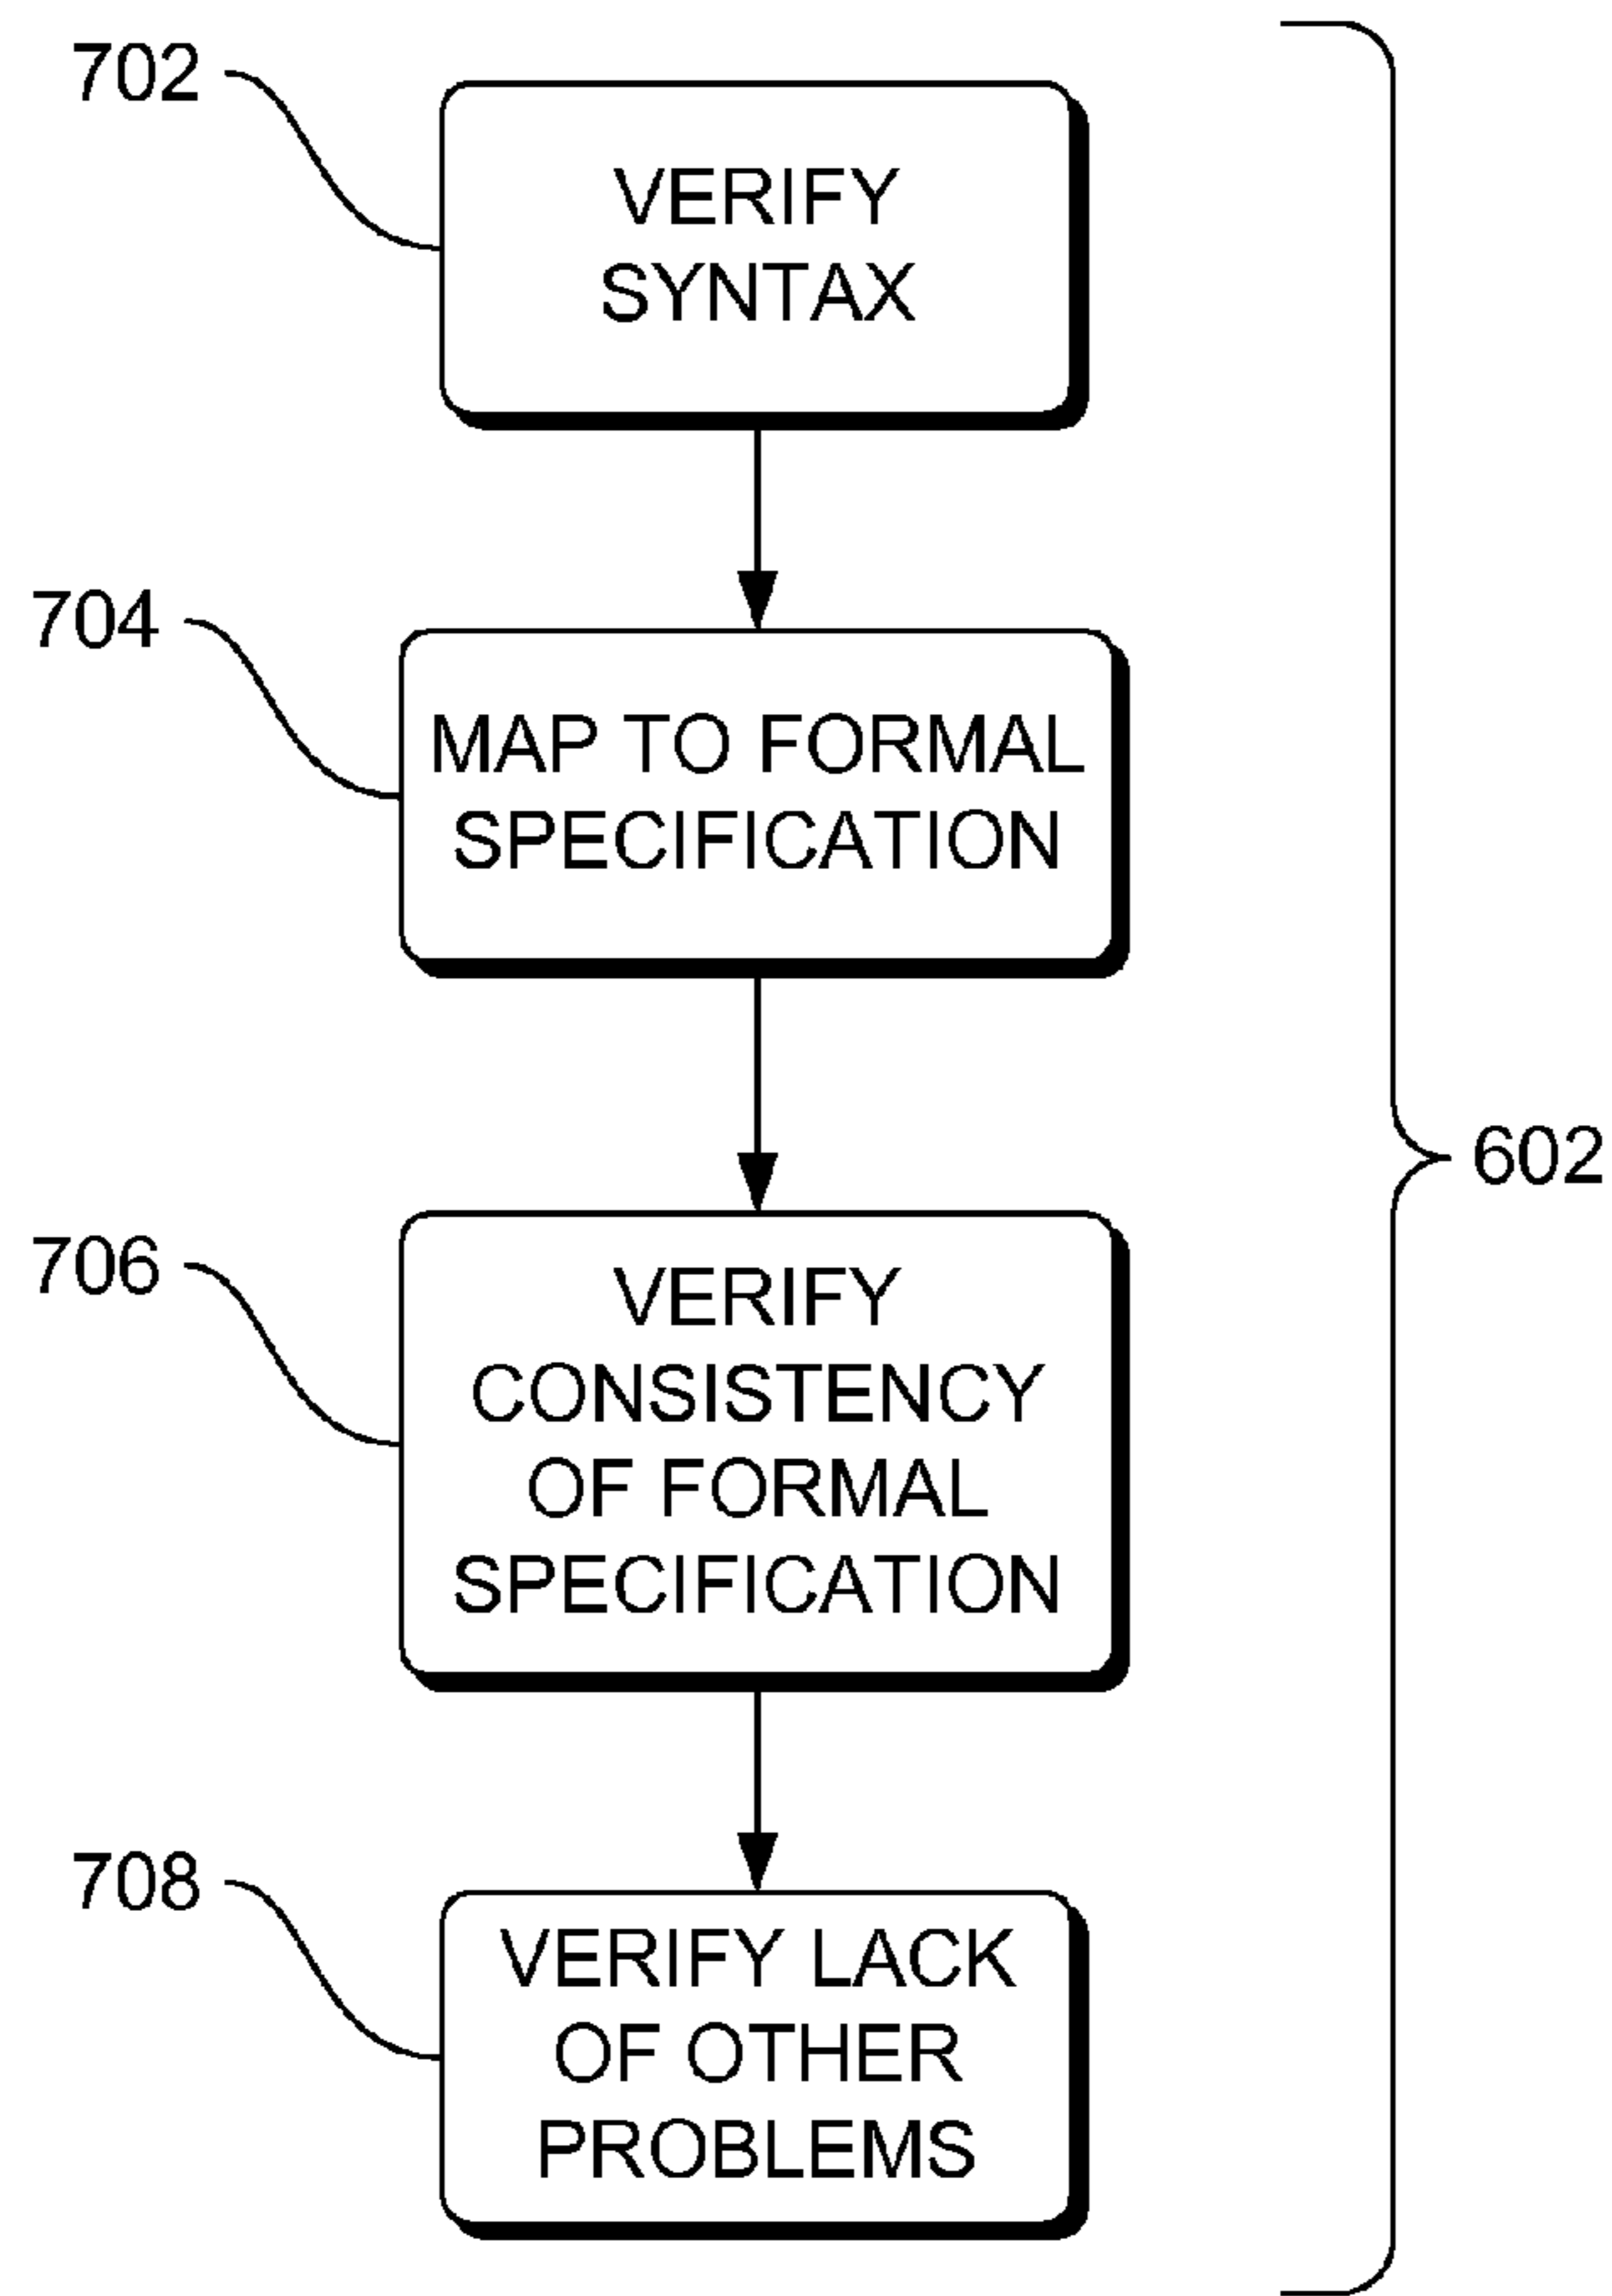 702
VERIFY
SYNTAX
704
MAP TO FORMAL
SPECIFICATION
602
706
VERIFY
CONSISTENCY
OF FORMAL
SPECIFICATION
708
VERIFY LACK
OF OTHER
PROBLEMS